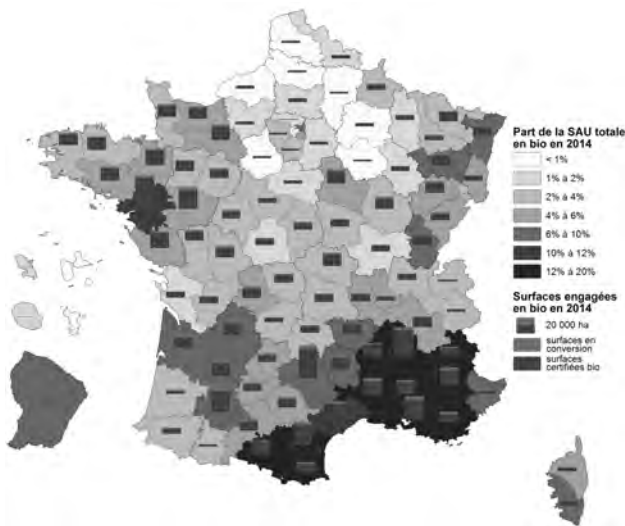 Part de la SAU totale
en bio en 2014
< 1%
1% à 2%
2% à 4%
4% à 6%
6% à 10%
10% à 12%
12% à 20%
Surfaces engagées
en bio en 2014
20 000 ha
surfaces en
conversion
surfaces
certifiées bio